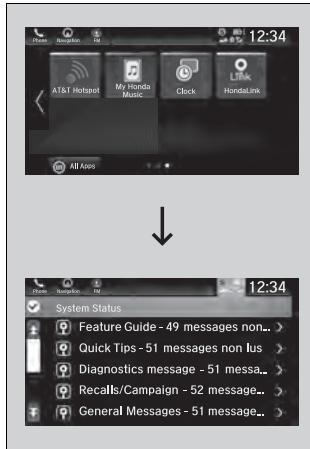 Phone Navigation FM 12:34
AT&T Hotspot
My Honda
Music
Clock
LINk
HondaLink
All Apps
Phone Navigation FM 12:34
System Status
Feature Guide - 49 messages non...
Quick Tips - 51 messages non lus
Diagnostics message - 51 messa...
Recalls/Campaign - 52 message...
General Messages - 51 message...